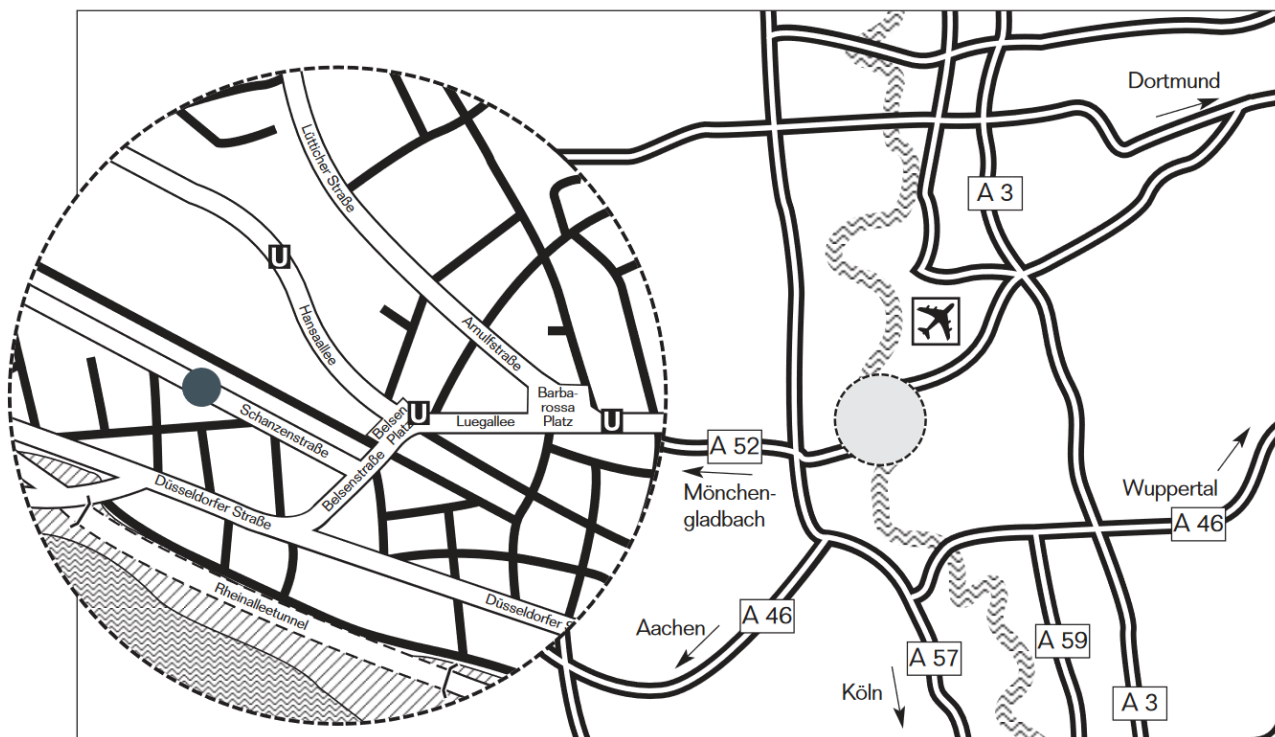 Dortmund
Lütticher Straße
A 3
U
Hansaallee
Arnulfstraße
Barba-
rossa
Platz
Belsen
Platz
U
Luegallee
U
Schanzenstraße
A 52
Mönchen-
gladbach
Belsenstraße
Wuppertal
A 46
Düsseldorfer Straße
Rheinalleetunnel
Düsseldorfer S
Aachen
A 46
A 57
A 59
Köln
A 3